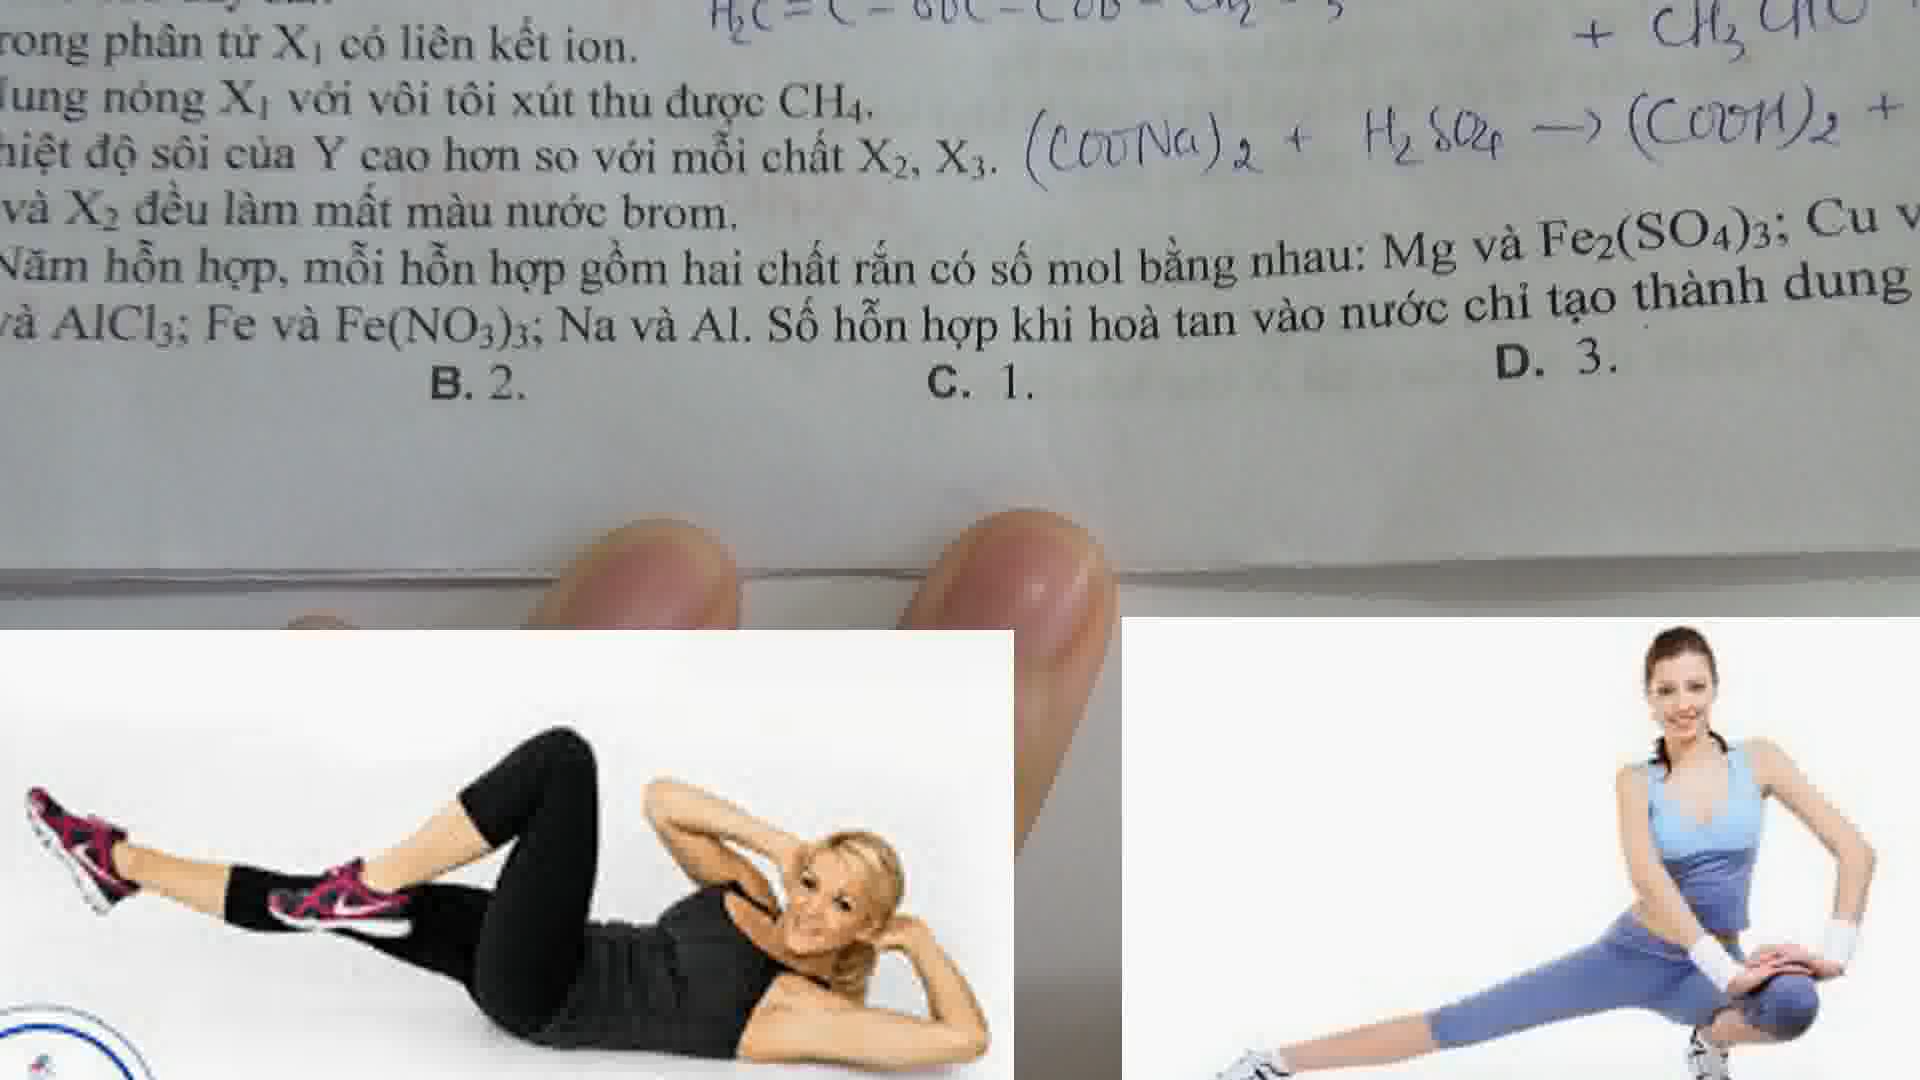 rong phân tử X₁ có liên kết ion.
+ CH₃CHO
ung nóng X₁ với vôi tôi xút thu được CH₄.
hiệt độ sôi của Y cao hơn so với mỗi chất X₂, X₃. (COONa)₂ + H₂SO₄ → (COOH)₂ +
và X₂ đều làm mất màu nước brom.
Năm hỗn hợp, mỗi hỗn hợp gồm hai chất rắn có số mol bằng nhau: Mg và Fe₂(SO₄)₃; Cu v
và AlCl₃; Fe và Fe(NO₃)₃; Na và Al. Số hỗn hợp khi hoà tan vào nước chỉ tạo thành dung
B. 2. C. 1. D. 3.